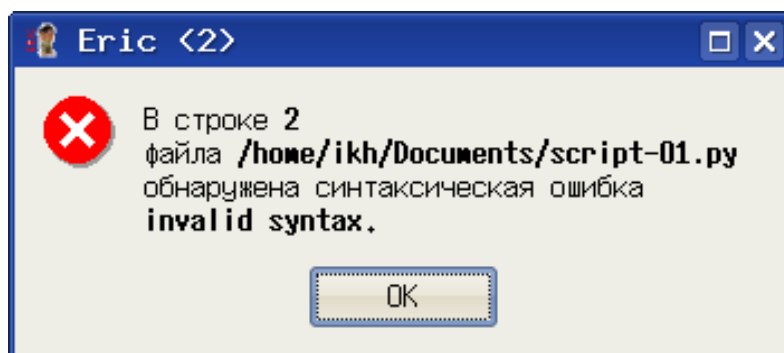 Eric <2>
В строке 2
файла /home/ikh/Documents/script-01.py
обнаружена синтаксическая ошибка
invalid syntax.
OK